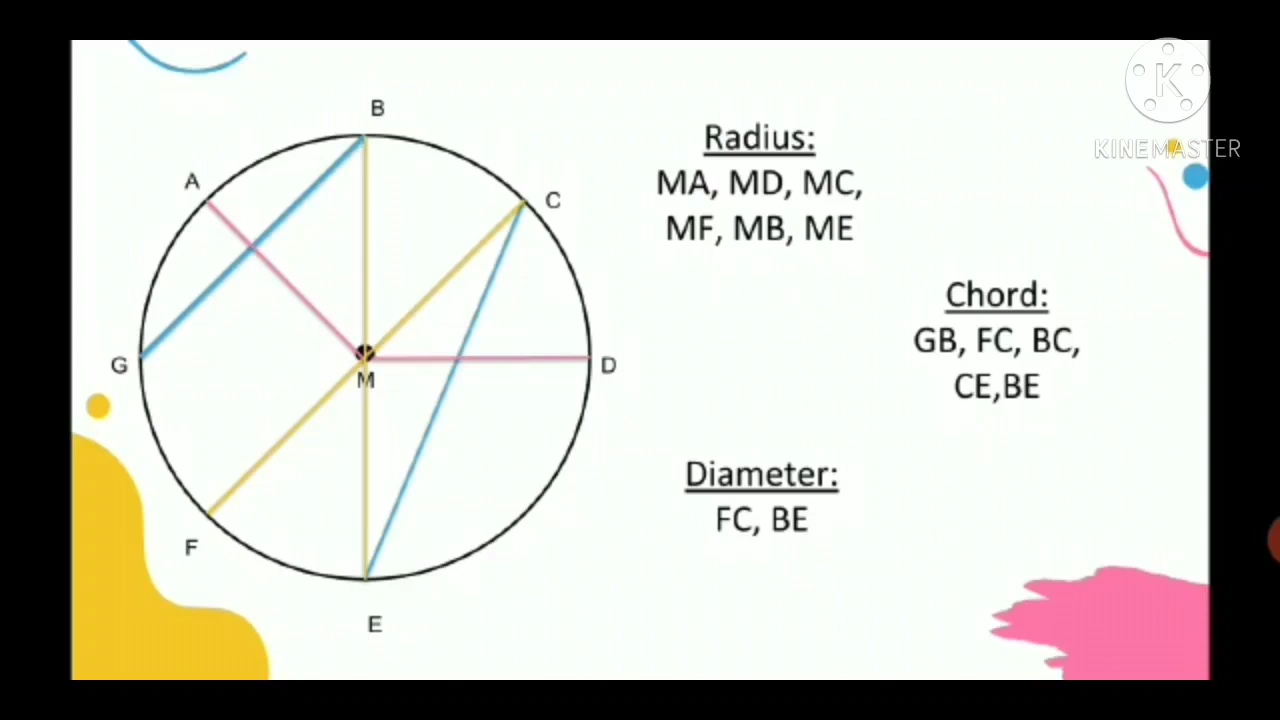 B
A
C
G
M
D
F
E
Radius:
MA, MD, MC,
MF, MB, ME
Chord:
GB, FC, BC,
CE,BE
Diameter:
FC, BE
K
KINEMASTER